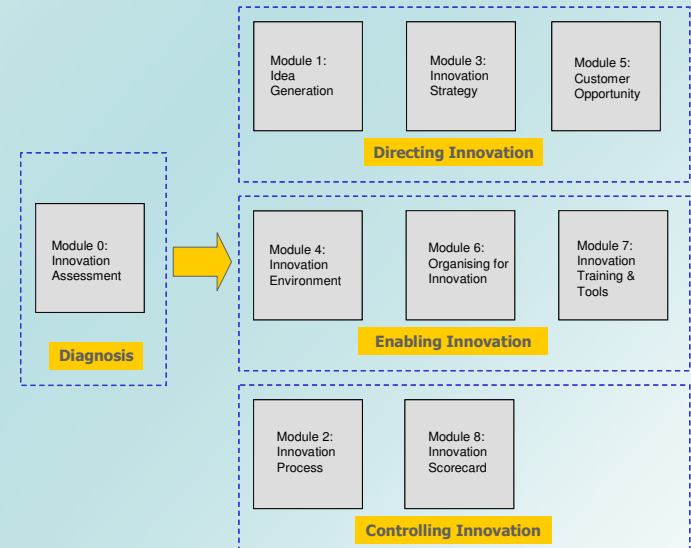 Module 1:
Idea
Generation
Module 3:
Innovation
Strategy
Module 5:
Customer
Opportunity
Directing Innovation
Module 0:
Innovation
Assessment
Diagnosis
Module 4:
Innovation
Environment
Module 6:
Organising for
Innovation
Module 7:
Innovation
Training &
Tools
Enabling Innovation
Module 2:
Innovation
Process
Module 8:
Innovation
Scorecard
Controlling Innovation